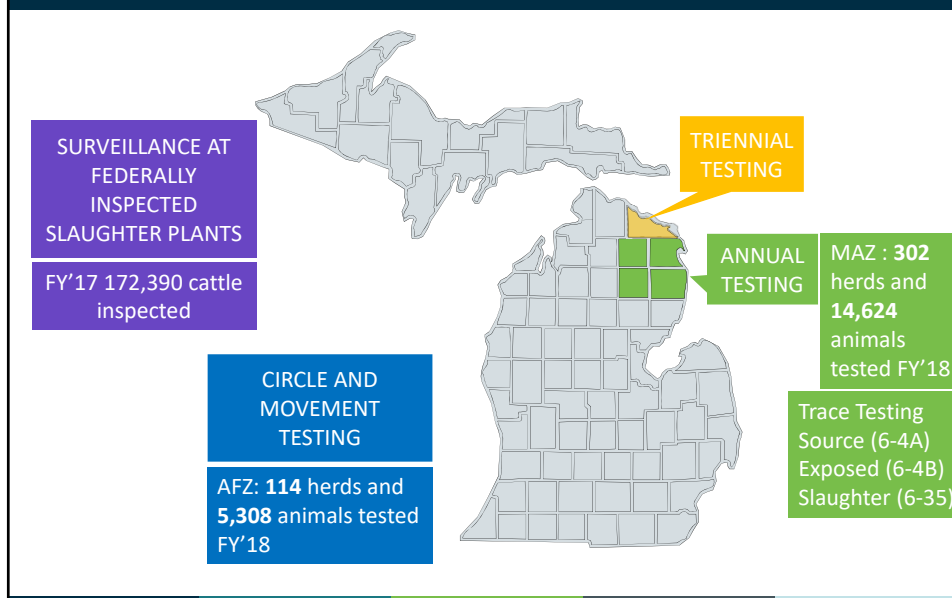 SURVEILLANCE AT
FEDERALLY
INSPECTED
SLAUGHTER PLANTS
FY'17 172,390 cattle
inspected
TRIENNIAL
TESTING
ANNUAL
TESTING
MAZ : 302
herds and
14,624
animals
tested FY'18
Trace Testing
Source (6-4A)
Exposed (6-4B)
Slaughter (6-35)
CIRCLE AND
MOVEMENT
TESTING
AFZ: 114 herds and
5,308 animals tested
FY'18